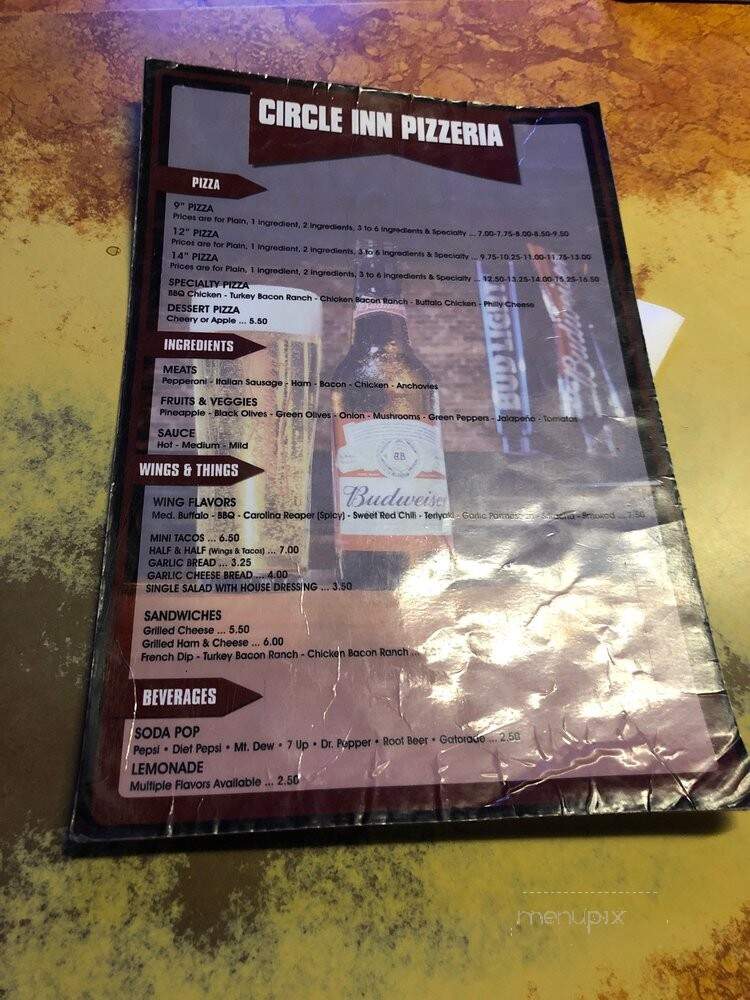 CIRCLE INN PIZZERIA
PIZZA
9" PIZZA
Prices are for Plain, 1 ingredient, 2 ingredients, 3 to 6 ingredients & Specialty ... 7.00-7.75-8.00-8.50-9.50
12" PIZZA
Prices are for Plain, 1 ingredient, 2 ingredients, 3 to 6 ingredients & Specialty ... 9.75-10.25-11.00-11.75-13.00
14" PIZZA
Prices are for Plain, 1 ingredient, 2 ingredients, 3 to 6 ingredients & Specialty ... 12.50-13.25-14.00-15.25-16.50
SPECIALTY PIZZA
BBQ Chicken - Turkey Bacon Ranch - Chicken Bacon Ranch - Buffalo Chicken - Philly Cheese
DESSERT PIZZA
Cheery or Apple ... 5.50
INGREDIENTS
MEATS
Pepperoni - Italian Sausage - Ham - Bacon - Chicken - Anchovies
FRUITS & VEGGIES
Pineapple - Black Olives - Green Olives - Onion - Mushrooms - Green Peppers - Jalapeño - Tomatos
SAUCE
Hot - Medium - Mild
WINGS & THINGS
WING FLAVORS
Med. Buffalo - BBQ - Carolina Reaper (Spicy) - Sweet Red Chili - Teriyaki - Garlic Parmesan - Sriracha - Smoked ... 7.50
MINI TACOS ... 6.50
HALF & HALF (Wings & Tacos) ... 7.00
GARLIC BREAD ... 3.25
GARLIC CHEESE BREAD ... 4.00
SINGLE SALAD WITH HOUSE DRESSING ... 3.50
SANDWICHES
Grilled Cheese ... 5.50
Grilled Ham & Cheese ... 6.00
French Dip - Turkey Bacon Ranch - Chicken Bacon Ranch ...
BEVERAGES
SODA POP
Pepsi • Diet Pepsi • Mt. Dew • 7 Up • Dr. Pepper • Root Beer • Gatorade ... 2.50
LEMONADE
Multiple Flavors Available ... 2.50
Budweiser
BUD LIGHT
Budweiser
menupix